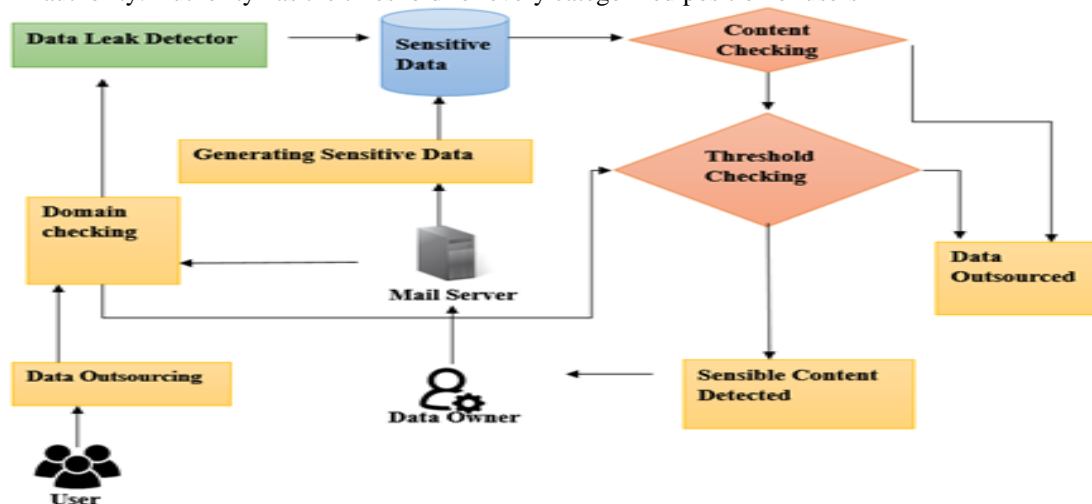 Data Leak Detector
Sensitive
Data
Content
Checking
Generating Sensitive Data
Threshold
Checking
Domain
checking
Data
Outsourced
Mail Server
Data Outsourcing
Sensible Content
Detected
Data Owner
User